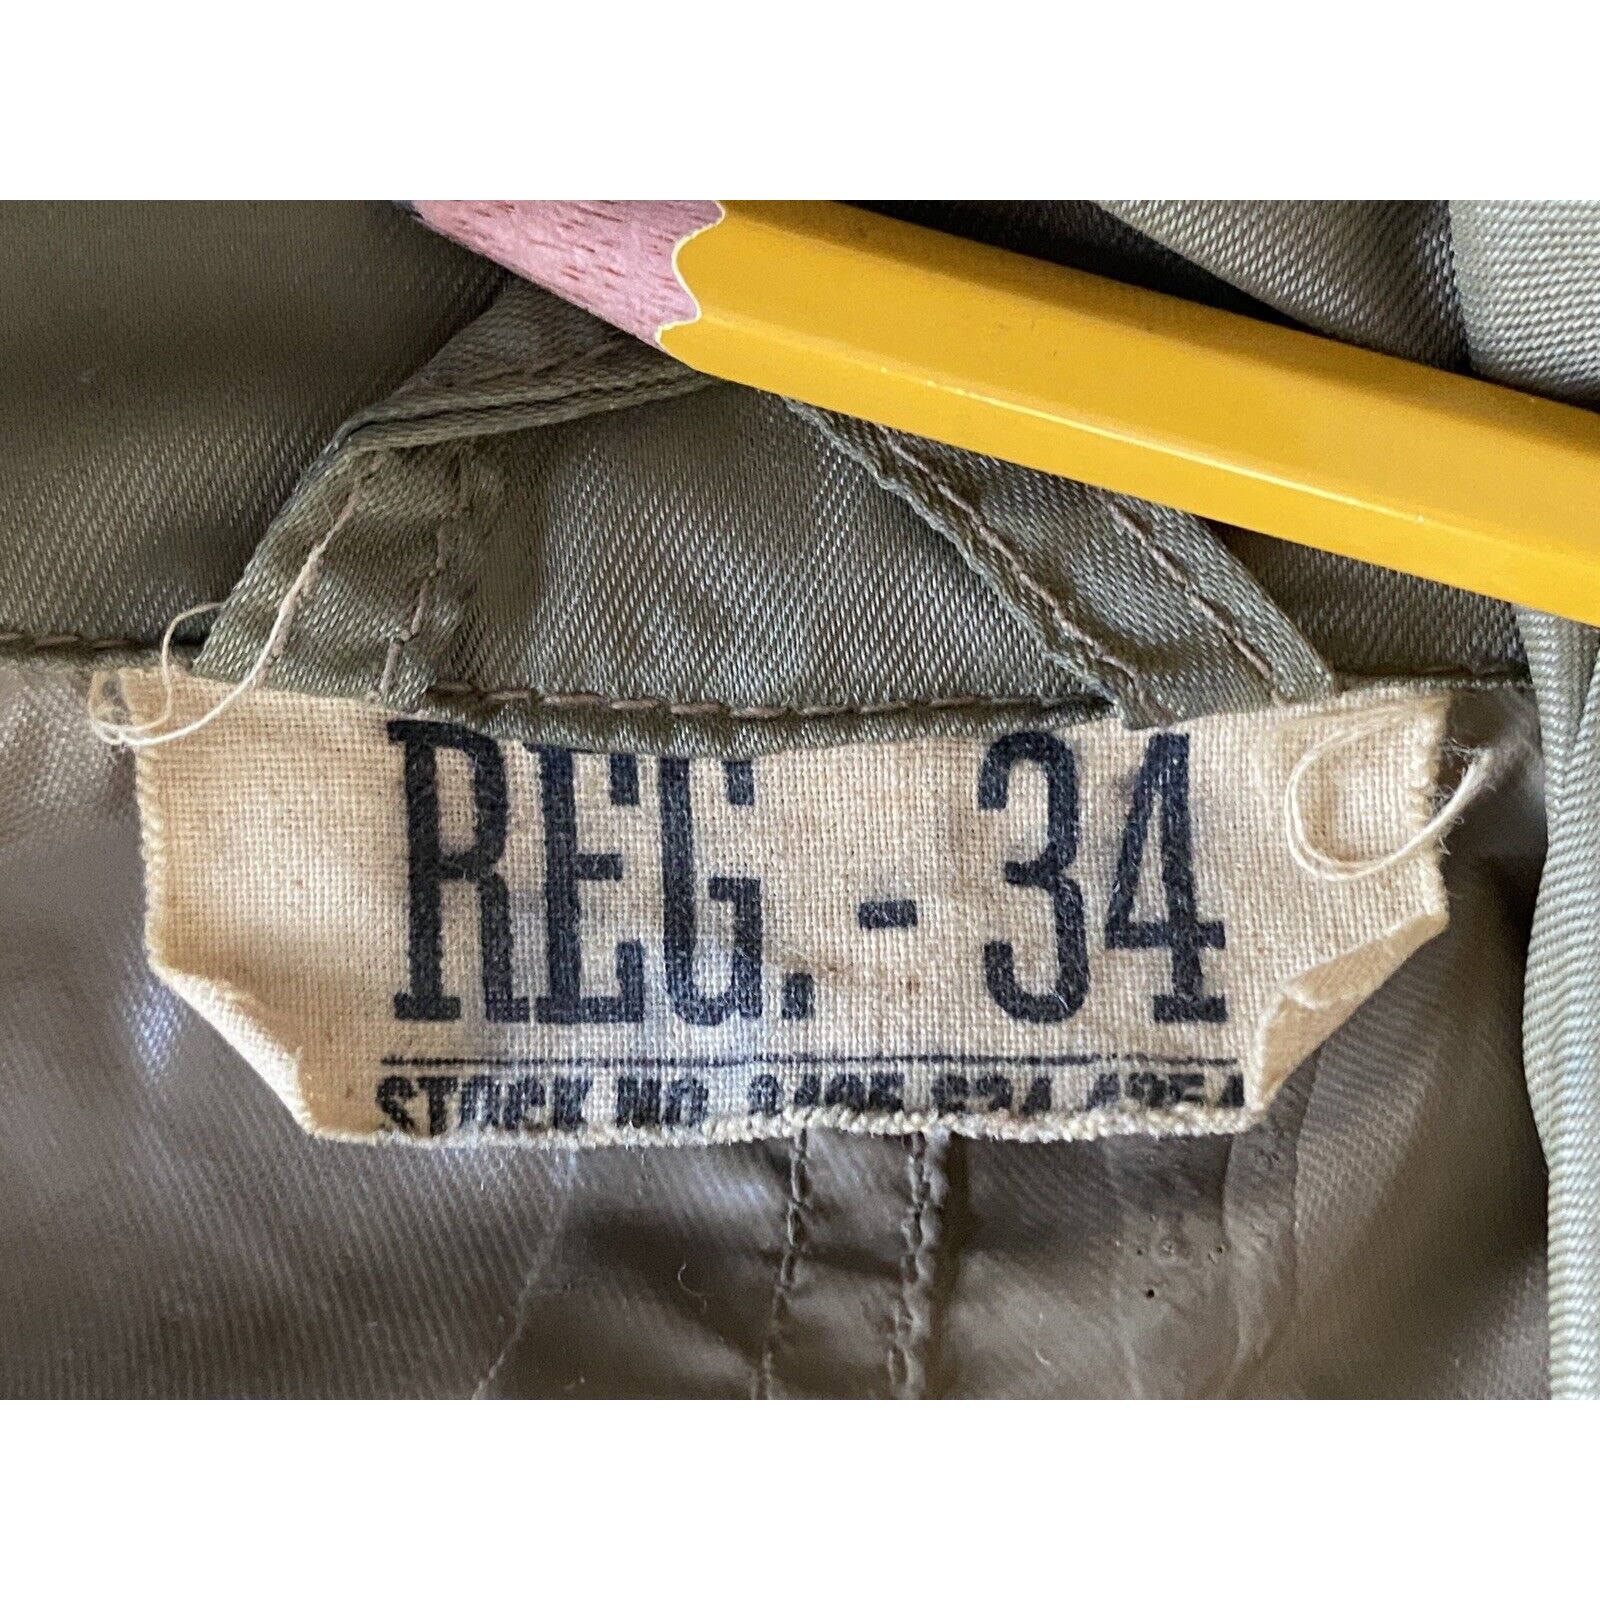 REG. - 34
STOCK NO.